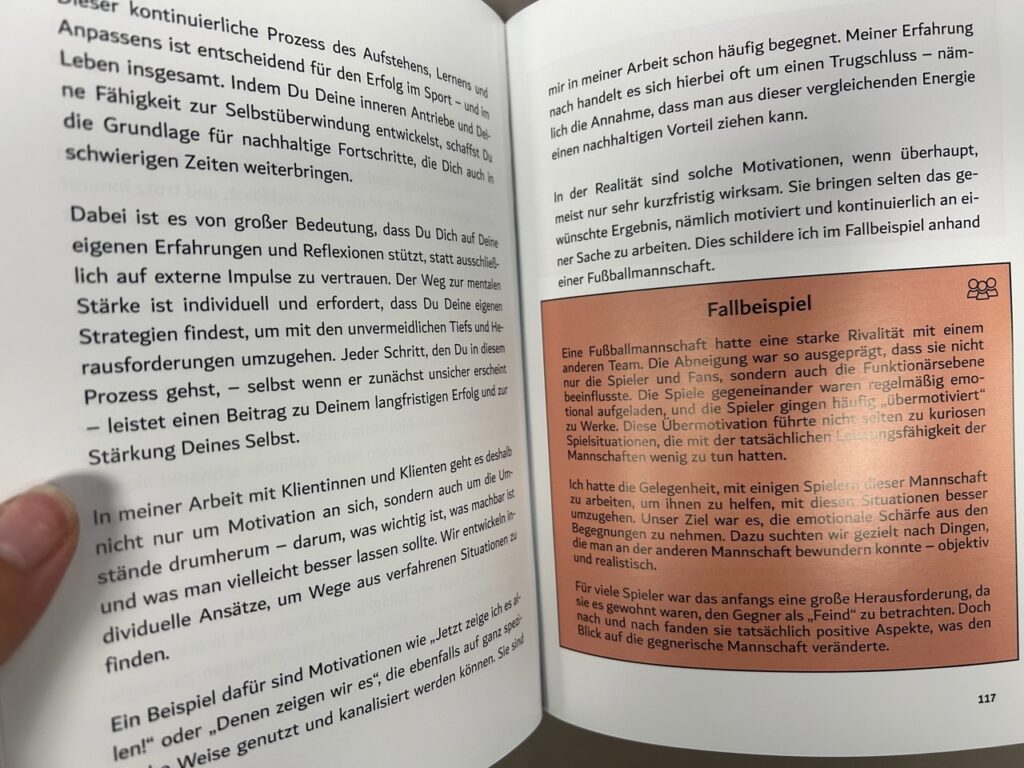 Dieser kontinuierliche Prozess des Aufstehens, Lernens und
Anpassens ist entscheidend für den Erfolg im Sport – und im
Leben insgesamt. Indem Du Deine inneren Antriebe und Dei-
ne Fähigkeit zur Selbstüberwindung entwickelst, schaffst Du
die Grundlage für nachhaltige Fortschritte, die Dich auch in
schwierigen Zeiten weiterbringen.
Dabei ist es von großer Bedeutung, dass Du Dich auf Deine
eigenen Erfahrungen und Reflexionen stützt, statt ausschließ-
lich auf externe Impulse zu vertrauen. Der Weg zur mentalen
Stärke ist individuell und erfordert, dass Du Deine eigenen
Strategien findest, um mit den unvermeidlichen Tiefs und He-
rausforderungen umzugehen. Jeder Schritt, den Du in diesem
Prozess gehst, – selbst wenn er zunächst unsicher erscheint
– leistet einen Beitrag zu Deinem langfristigen Erfolg und zur
Stärkung Deines Selbst.
In meiner Arbeit mit Klientinnen und Klienten geht es deshalb
nicht nur um Motivation an sich, sondern auch um die Um-
stände drumherum – darum, was wichtig ist, was machbar ist
und was man vielleicht besser lassen sollte. Wir entwickeln in-
dividuelle Ansätze, um Wege aus verfahrenen Situationen zu
finden.
Ein Beispiel dafür sind Motivationen wie „Jetzt zeige ich es al-
len!“ oder „Denen zeigen wir es“, die ebenfalls auf ganz spezi-
Weise genutzt und kanalisiert werden können. Sie sind
mir in meiner Arbeit schon häufig begegnet. Meiner Erfahrung
nach handelt es sich hierbei oft um einen Trugschluss – näm-
lich die Annahme, dass man aus dieser vergleichenden Energie
einen nachhaltigen Vorteil ziehen kann.
In der Realität sind solche Motivationen, wenn überhaupt,
meist nur sehr kurzfristig wirksam. Sie bringen selten das ge-
wünschte Ergebnis, nämlich motiviert und kontinuierlich an ei-
ner Sache zu arbeiten. Dies schildere ich im Fallbeispiel anhand
einer Fußballmannschaft.
Fallbeispiel
Eine Fußballmannschaft hatte eine starke Rivalität mit einem
anderen Team. Die Abneigung war so ausgeprägt, dass sie nicht
nur die Spieler und Fans, sondern auch die Funktionärsebene
beeinflusste. Die Spiele gegeneinander waren regelmäßig emo-
tional aufgeladen, und die Spieler gingen häufig „übermotiviert“
zu Werke. Diese Übermotivation führte nicht selten zu kuriosen
Spielsituationen, die mit der tatsächlichen Leistungsfähigkeit der
Mannschaften wenig zu tun hatten.
Ich hatte die Gelegenheit, mit einigen Spielern dieser Mannschaft
zu arbeiten, um ihnen zu helfen, mit diesen Situationen besser
umzugehen. Unser Ziel war es, die emotionale Schärfe aus den
Begegnungen zu nehmen. Dazu suchten wir gezielt nach Dingen,
die man an der anderen Mannschaft bewundern konnte – objektiv
und realistisch.
Für viele Spieler war das anfangs eine große Herausforderung, da
sie es gewohnt waren, den Gegner als „Feind“ zu betrachten. Doch
nach und nach fanden sie tatsächlich positive Aspekte, was den
Blick auf die gegnerische Mannschaft veränderte.
117